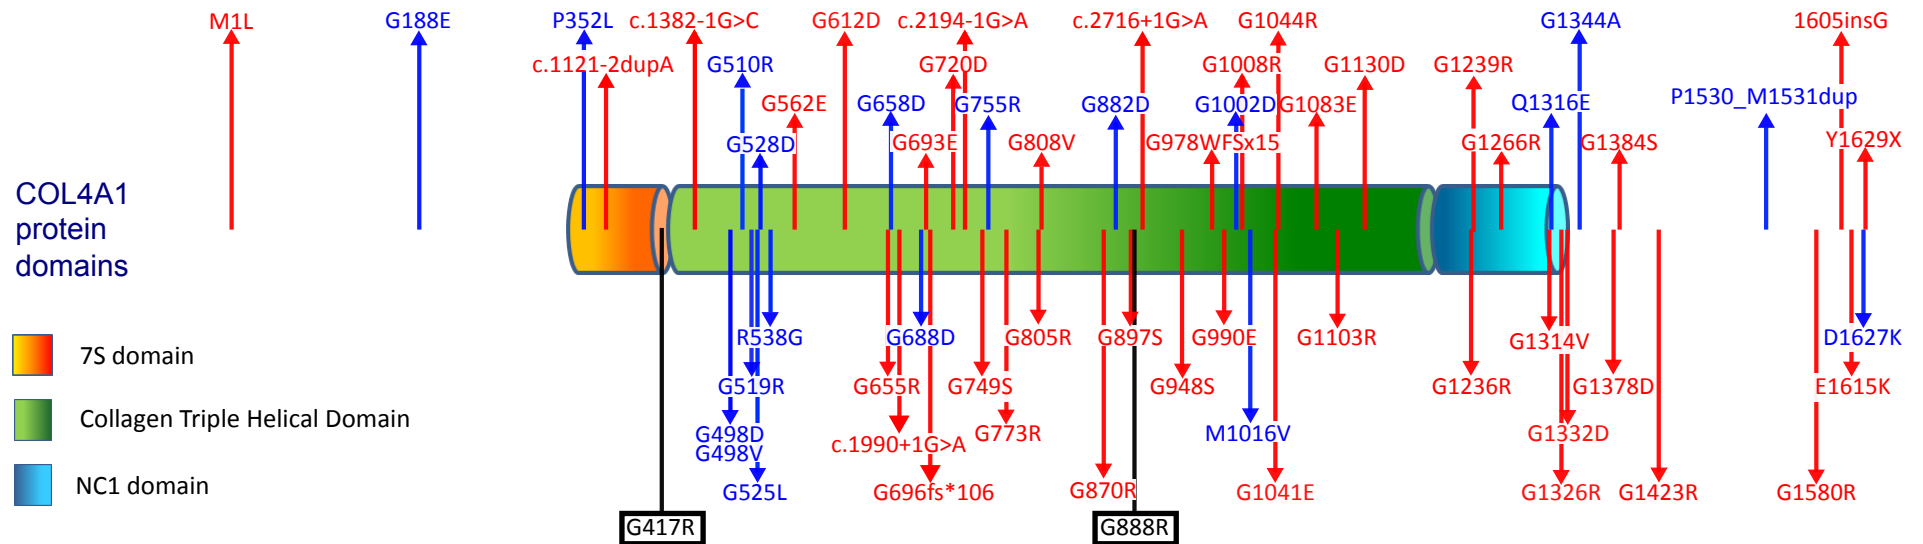 M1L
G188E
P352L
c.1382-1G>C
G612D
c.2194-1G>A
c.2716+1G>A
G1044R
G1344A
1605insG
c.1121-2dupA
G510R
G720D
G1008R
G1130D
G1239R
G562E
G658D
G755R
G882D
G1002D
G1083E
Q1316E
P1530_M1531dup
G528D
G693E
G808V
G978WFSx15
G1266R
G1384S
Y1629X
COL4A1
protein
domains
7S domain
Collagen Triple Helical Domain
NC1 domain
R538G
G688D
G805R
G897S
G990E
G1103R
G1314V
D1627K
G519R
G655R
G749S
G948S
G1236R
G1378D
E1615K
G498D
G498V
c.1990+1G>A
G773R
M1016V
G1332D
G525L
G696fs*106
G870R
G1041E
G1326R
G1423R
G1580R
G417R
G888R